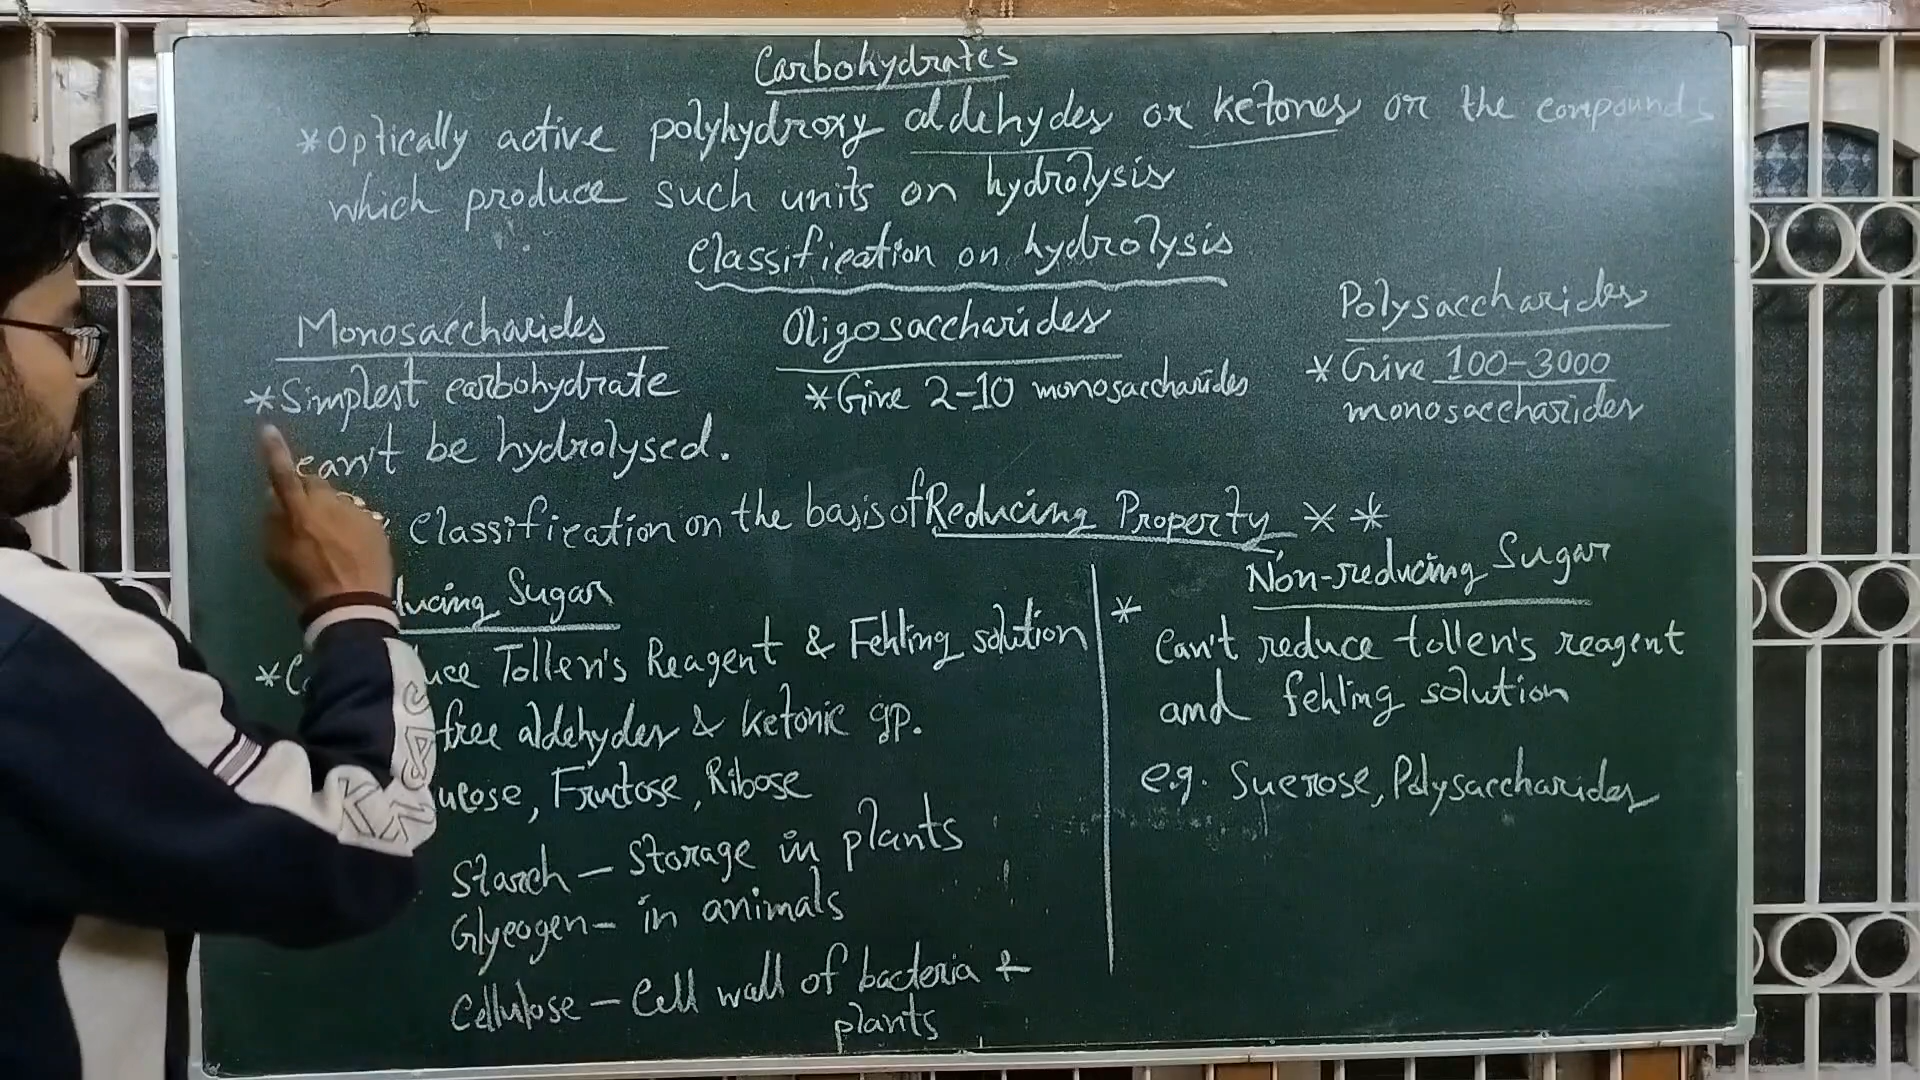 Carbohydrates
*Optically active polyhydroxy aldehydes or ketones or the compounds
which produce such units on hydrolysis
Classification on hydrolysis
Monosaccharides
*Simplest carbohydrate
can't be hydrolysed.
Oligosaccharides
*Give 2-10 monosaccharides
Polysaccharides
*Give 100-3000
monosaccharides
Classification on the basis of Reducing Property **
ducing Sugar
*C uce Tollen's Reagent & Fehling solution
free aldehydes & ketonic gp.
ucose, Fructose, Ribose
Starch - Storage in plants
Glycogen- in animals
Cellulose - Cell wall of bacteria &
plants
*
Non-reducing Sugar
Can't reduce tollen's reagent
and fehling solution
e.g. Sucrose, Polysaccharides